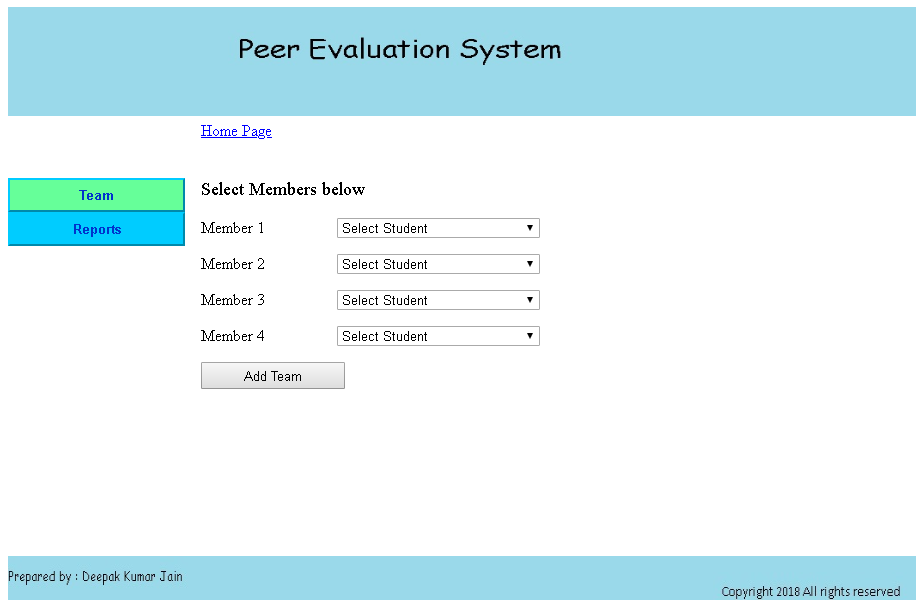 Peer Evaluation System
Home Page
Team
Reports
Select Members below
Member 1 Select Student
Member 2 Select Student
Member 3 Select Student
Member 4 Select Student
Add Team
Prepared by : Deepak Kumar Jain
Copyright 2018 All rights reserved